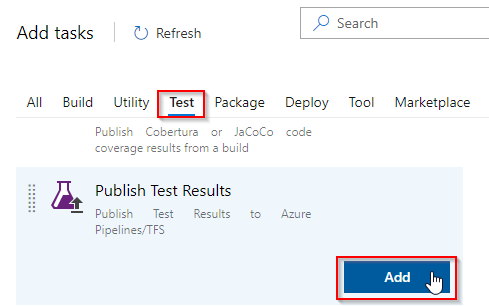 Add tasks
Refresh
Search
All Build Utility Test Package Deploy Tool Marketplace
Publish Cobertura or JaCoCo code
coverage results from a build
Publish Test Results
Publish Test Results to Azure
Pipelines/TFS
Add